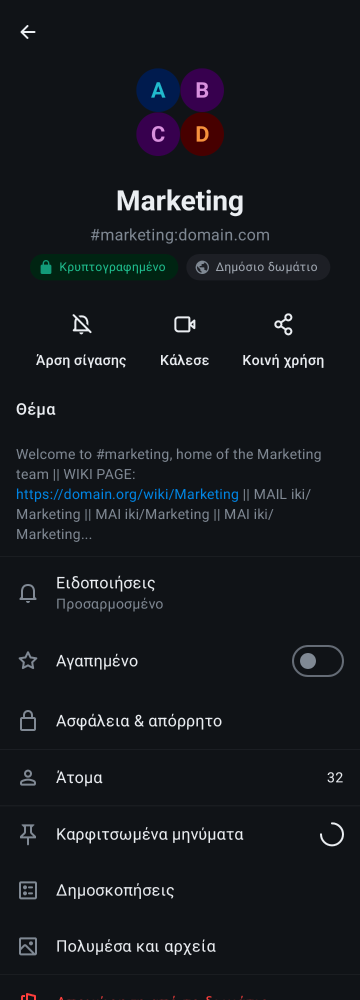 A B
C D
Marketing
#marketing:domain.com
Κρυπτογραφημένο Δημόσιο δωμάτιο
Άρση σίγασης Κάλεσε Κοινή χρήση
Θέμα
Welcome to #marketing, home of the Marketing
team || WIKI PAGE:
https://domain.org/wiki/Marketing || MAIL iki/
Marketing || MAI iki/Marketing || MAI iki/
Marketing...
Ειδοποιήσεις
Προσαρμοσμένο
Αγαπημένο
Ασφάλεια & απόρρητο
Άτομα 32
Καρφιτσωμένα μηνύματα
Δημοσκοπήσεις
Πολυμέσα και αρχεία